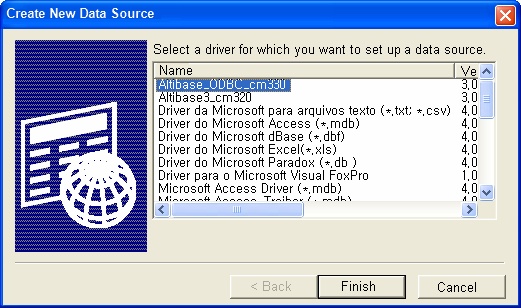 Create New Data Source
Select a driver for which you want to set up a data source.
Name Ve
Altibase_ODBC_cm330 3,0
Altibase3_cm320 3,0
Driver da Microsoft para arquivos texto (*,txt; *,csv) 4,0
Driver do Microsoft Access (*,mdb) 4,0
Driver do Microsoft dBase (*,dbf) 4,0
Driver do Microsoft Excel(*,xls) 4,0
Driver do Microsoft Paradox (*,db ) 4,0
Driver para o Microsoft Visual FoxPro 1,0
Microsoft Access Driver (*,mdb) 4,0
Microsoft Access-Treiber (*,mdb) 4,0
< Back Finish Cancel